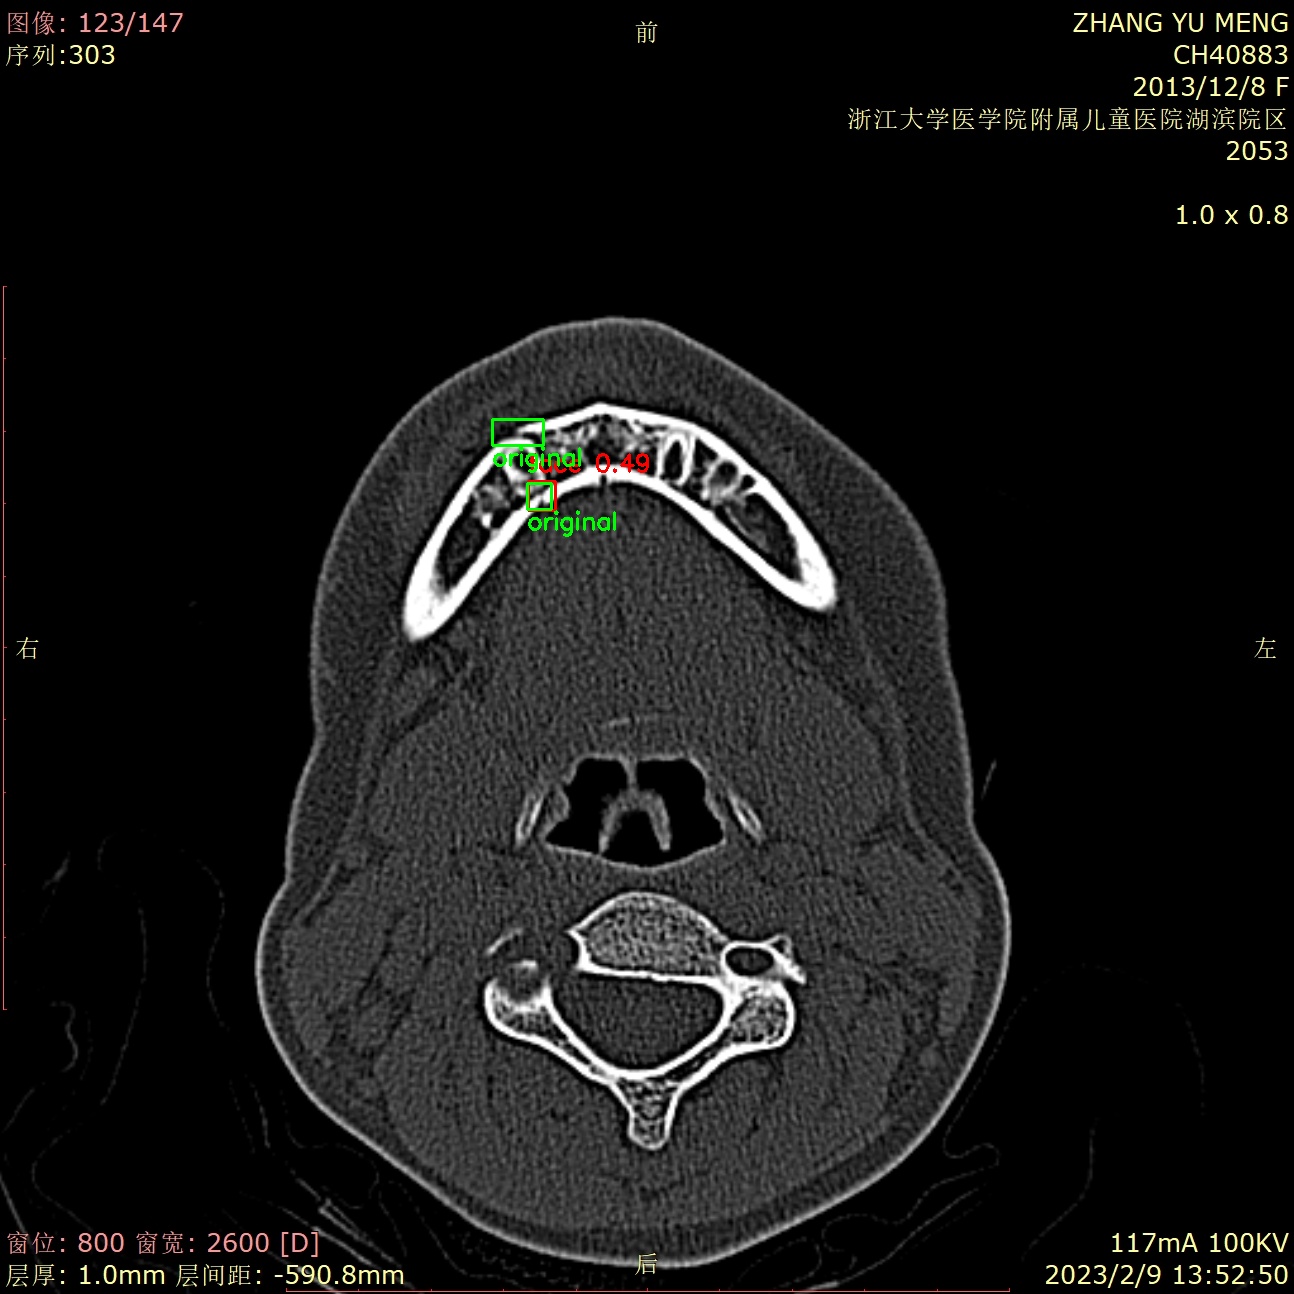 图像: 123/147
序列:303
前
ZHANG YU MENG
CH40883
2013/12/8 F
浙江大学医学院附属儿童医院湖滨院区
2053
1.0 x 0.8
original
0.49
original
右
左
窗位: 800 窗宽: 2600 [D]
层厚: 1.0mm 层间距: -590.8mm
后
117mA 100KV
2023/2/9 13:52:50